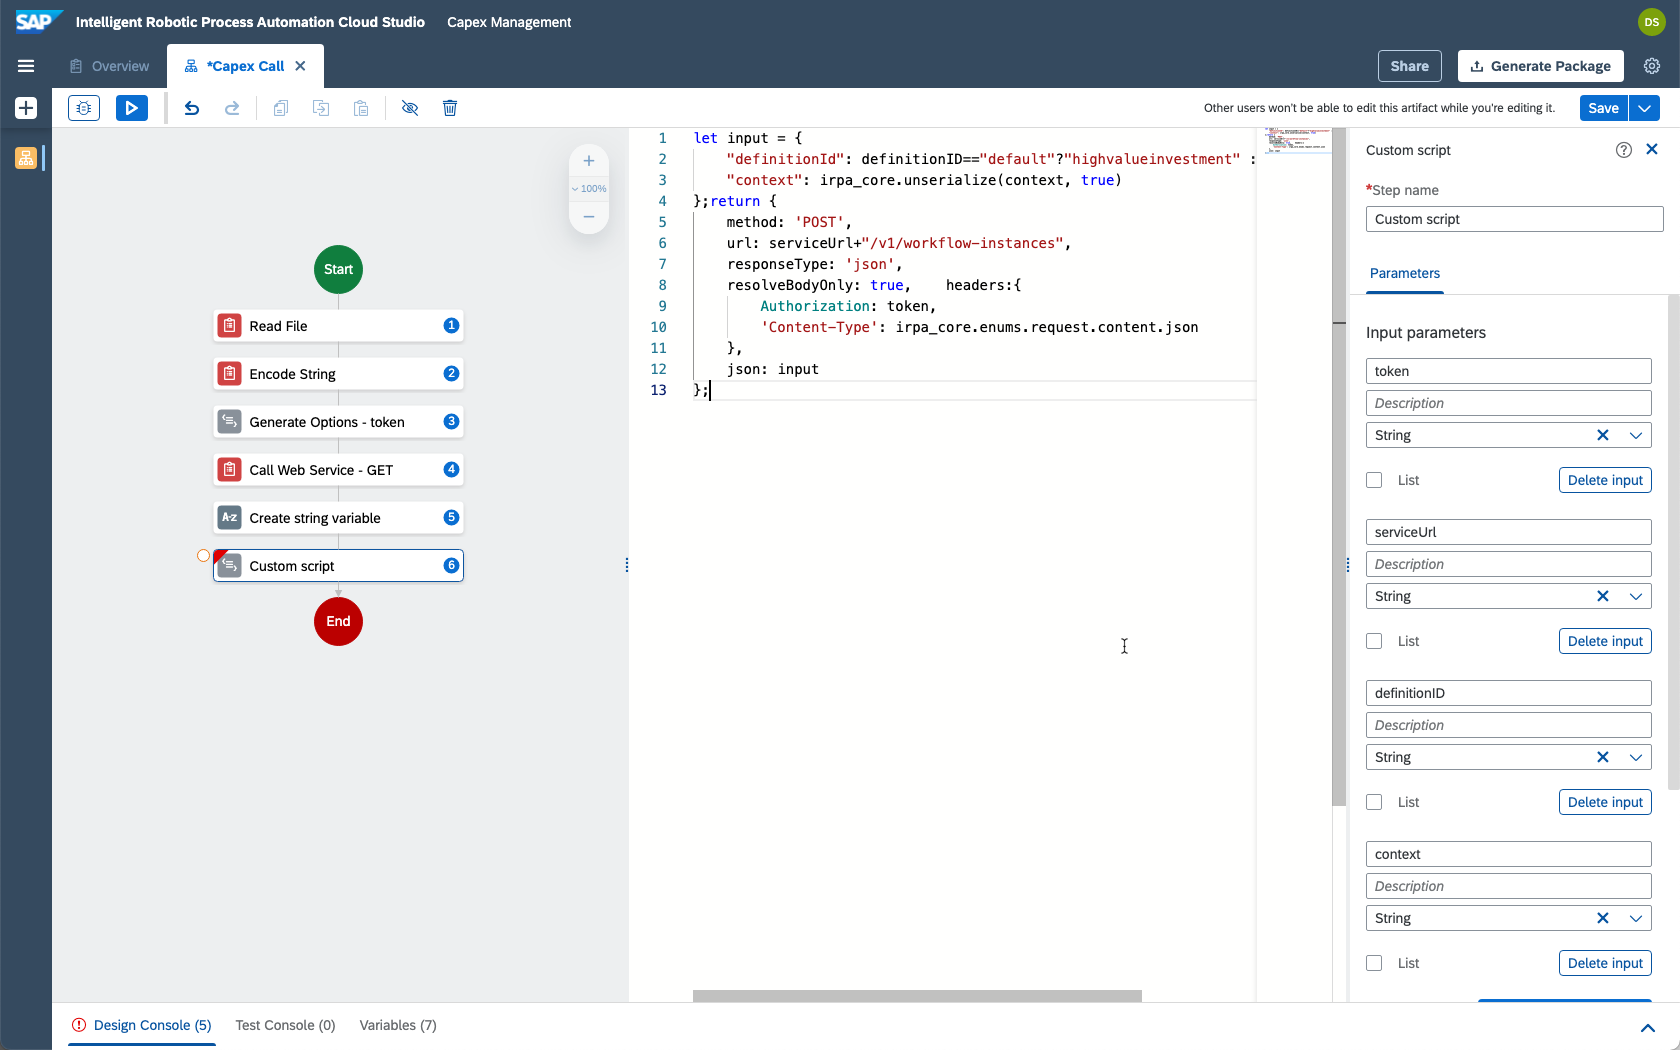 SAP Intelligent Robotic Process Automation Cloud Studio Capex Management DS
Overview *Capex Call Share Generate Package
Other users won't be able to edit this artifact while you're editing it. Save
100%
Start
Read File 1
Encode String 2
Generate Options - token 3
Call Web Service - GET 4
A-z Create string variable 5
Custom script 6
End
1 let input = {
2 "definitionId": definitionID=="default"?"highvalueinvestment" :
3 "context": irpa_core.unserialize(context, true)
4 };return {
5 method: 'POST',
6 url: serviceUrl+"/v1/workflow-instances",
7 responseType: 'json',
8 resolveBodyOnly: true, headers:{
9 Authorization: token,
10 'Content-Type': irpa_core.enums.request.content.json
11 },
12 json: input
13 };
Custom script
*Step name
Custom script
Parameters
Input parameters
token
Description
String
List Delete input
serviceUrl
Description
String
List Delete input
definitionID
Description
String
List Delete input
context
Description
String
List Delete input
Design Console (5) Test Console (0) Variables (7)